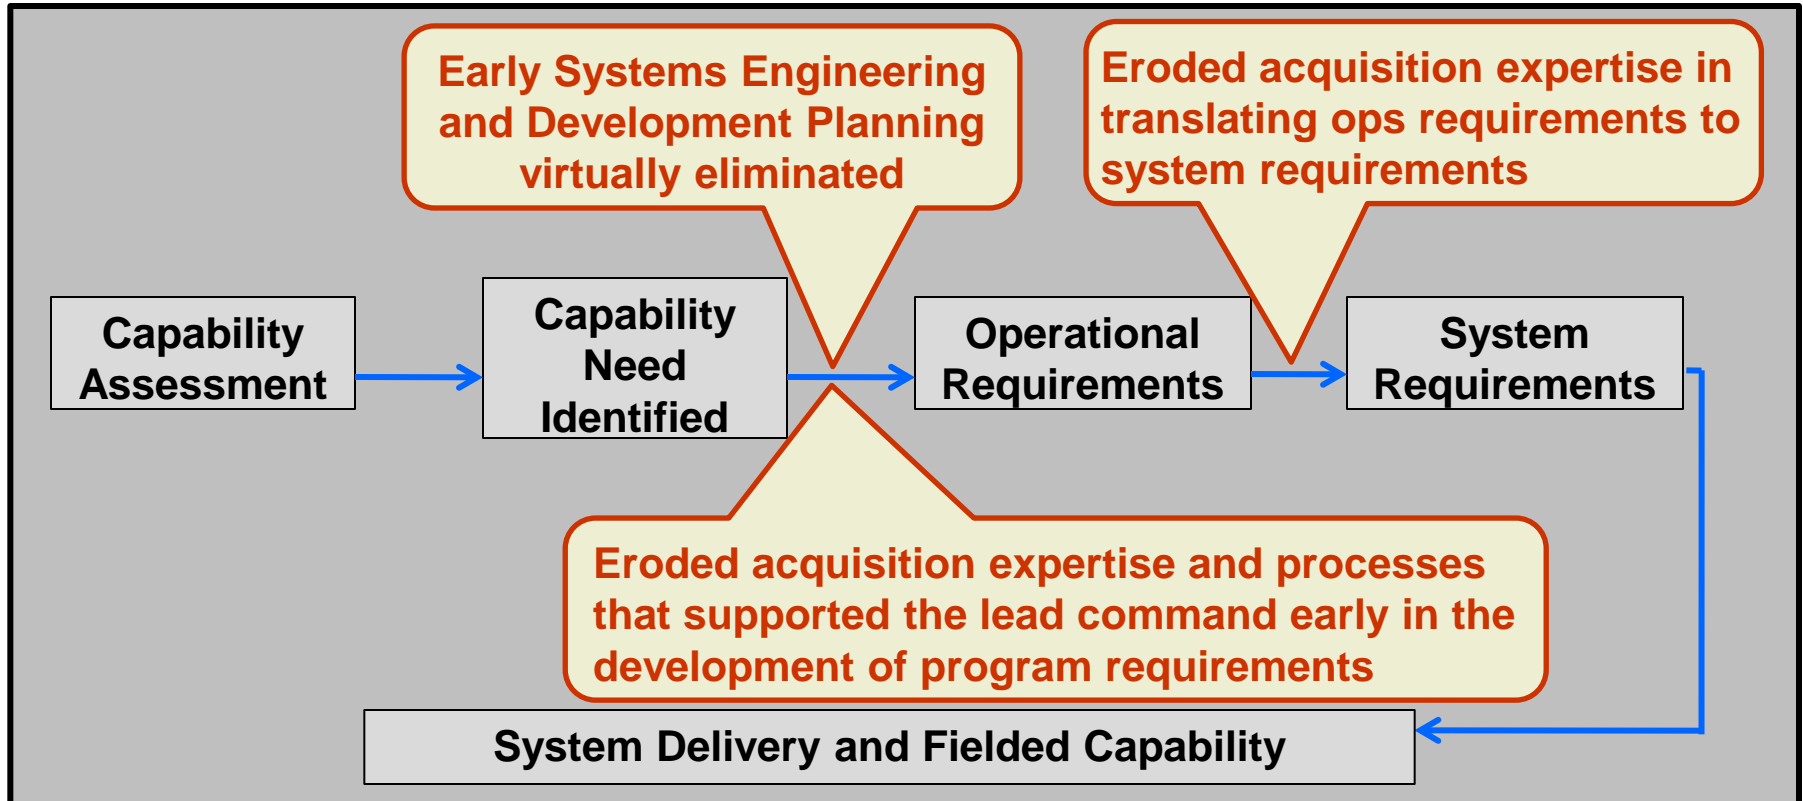 Early Systems Engineering
and Development Planning
virtually eliminated
Eroded acquisition expertise in
translating ops requirements to
system requirements
Capability
Assessment
Capability
Need
Identified
Operational
Requirements
System
Requirements
Eroded acquisition expertise and processes
that supported the lead command early in the
development of program requirements
System Delivery and Fielded Capability